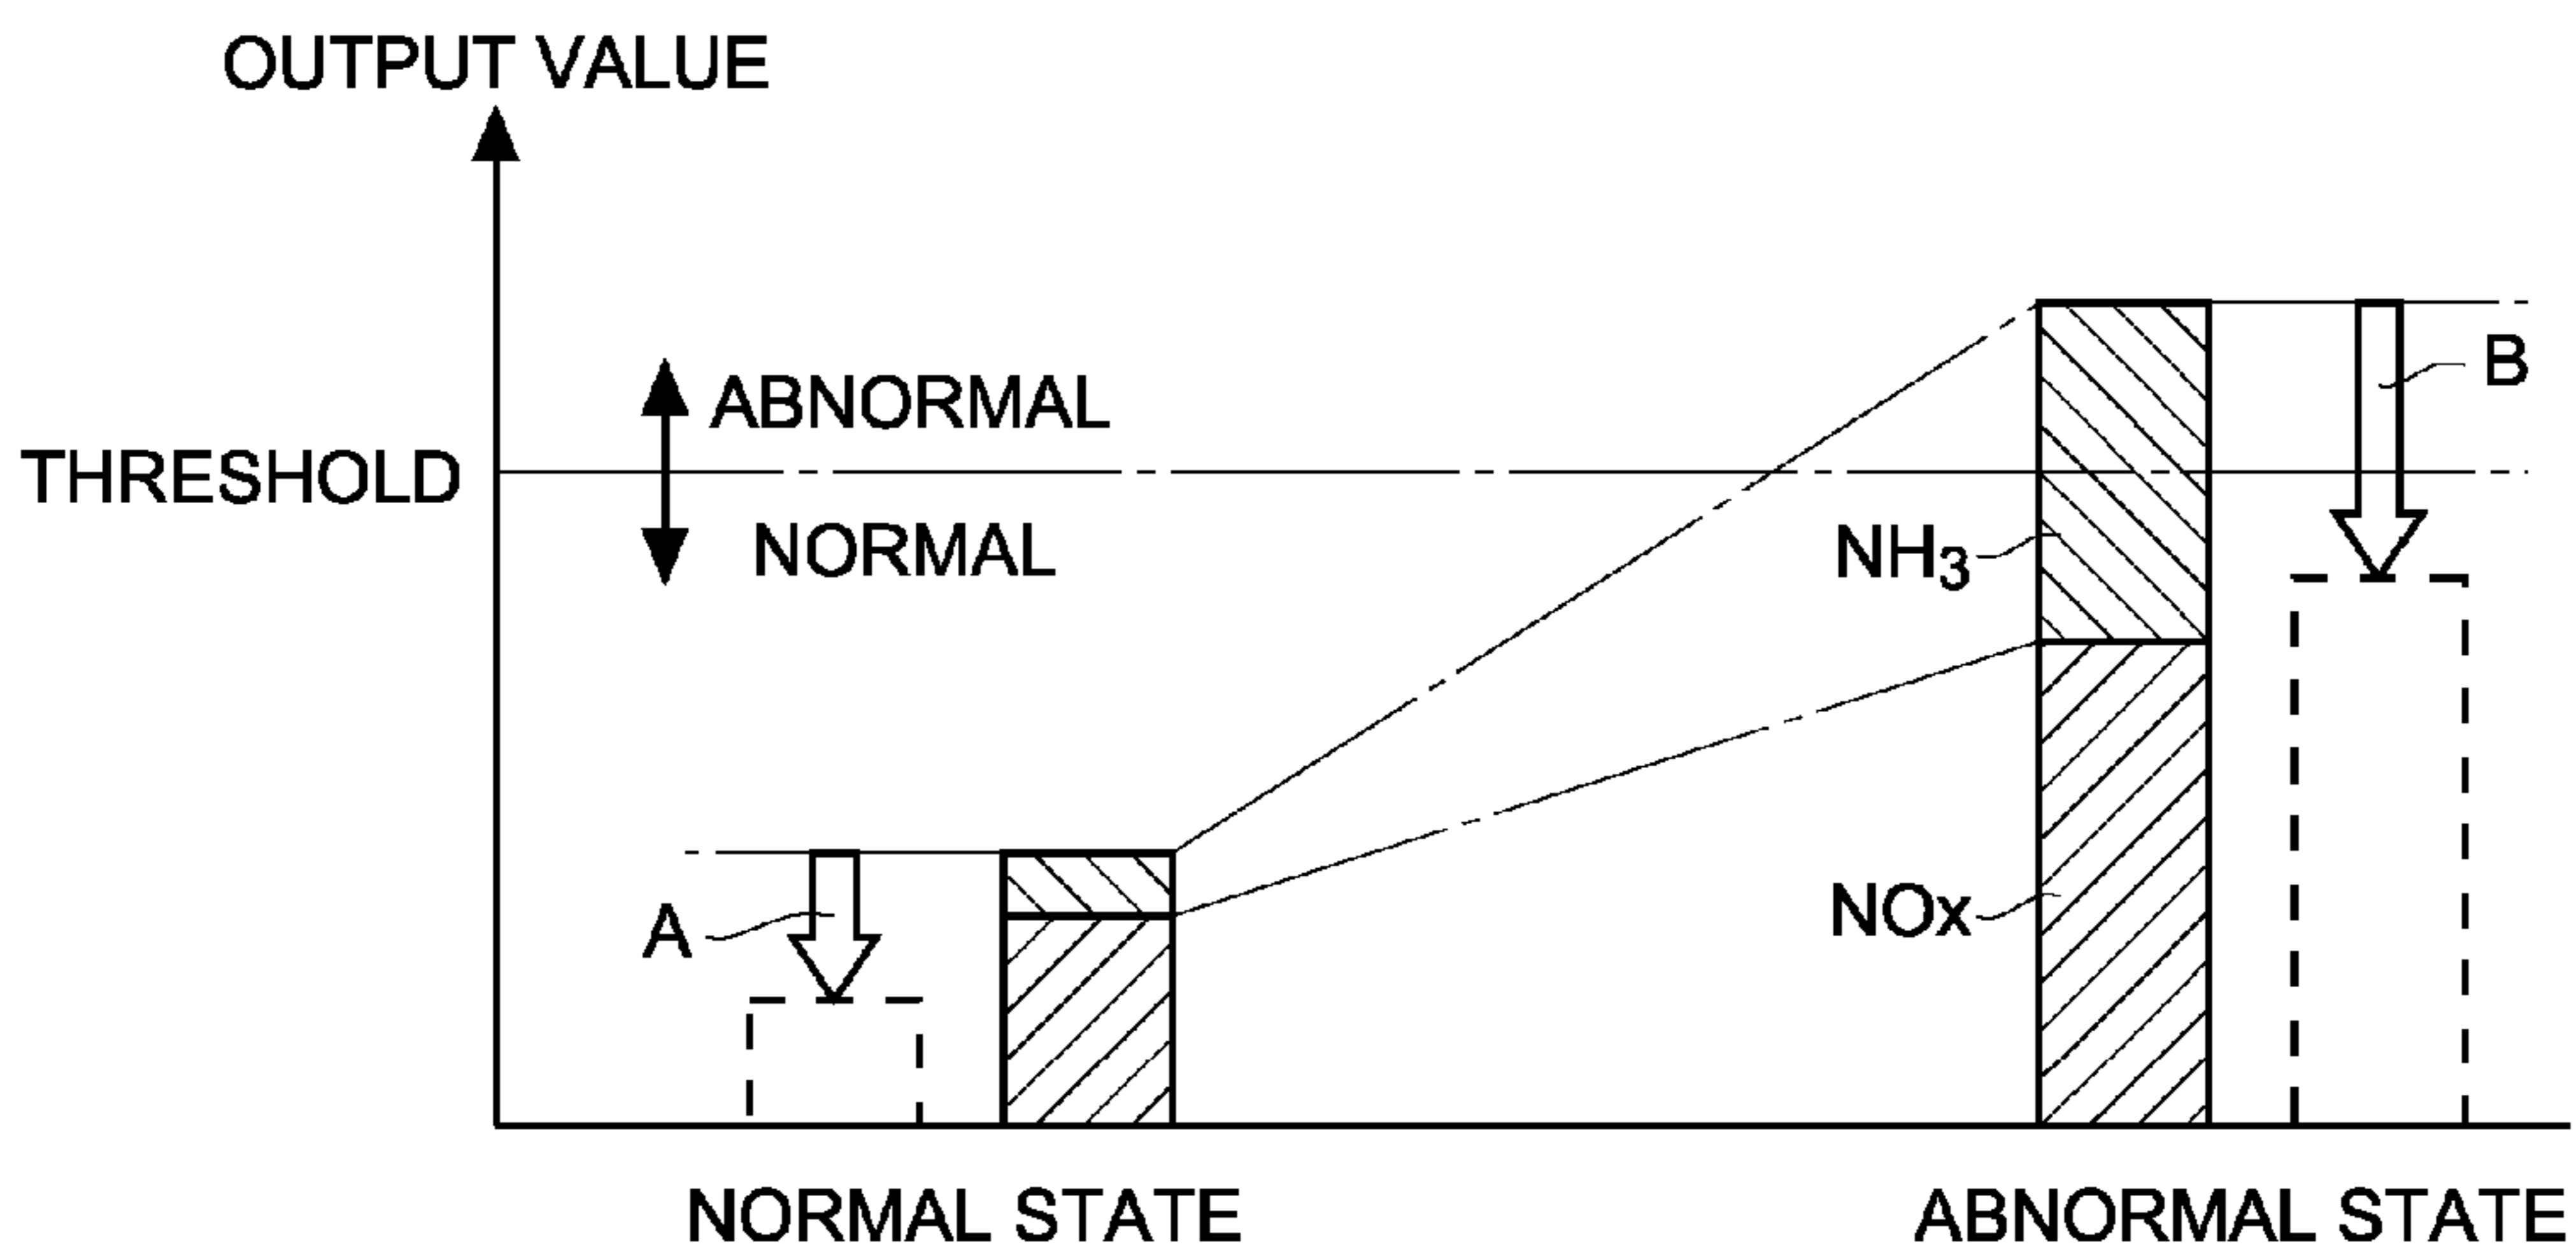 OUTPUT VALUE
ABNORMAL
THRESHOLD
NORMAL
B
NH₃
A
NOx
NORMAL STATE
ABNORMAL STATE